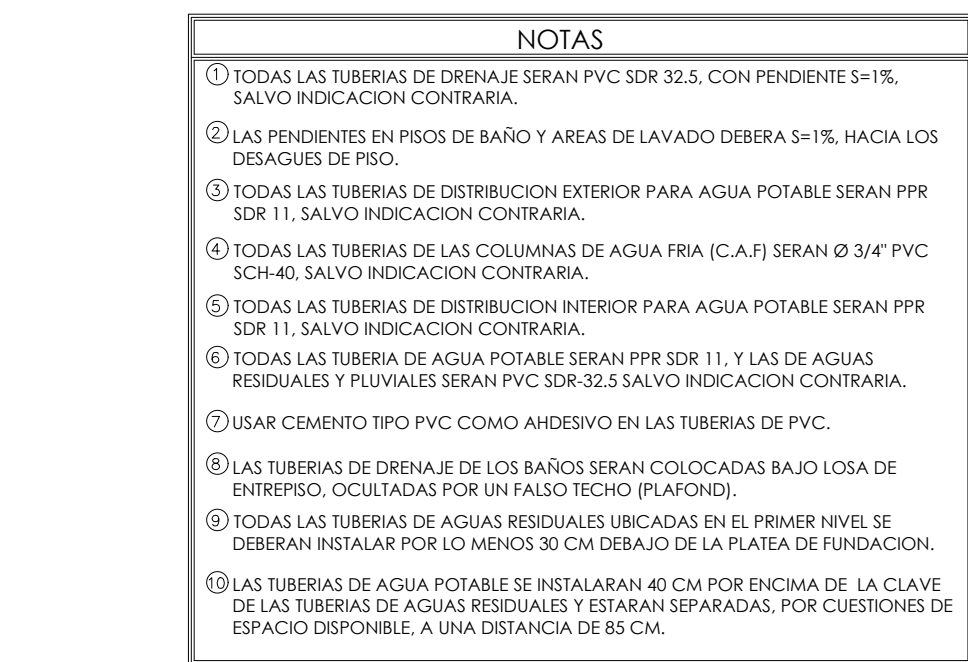 NOTAS
1 TODAS LAS TUBERIAS DE DRENAJE SERAN PVC SDR 32.5, CON PENDIENTE S=1%,
SALVO INDICACION CONTRARIA.
2 LAS PENDIENTES EN PISOS DE BAÑO Y AREAS DE LAVADO DEBERA S=1%, HACIA LOS
DESAGUES DE PISO.
3 TODAS LAS TUBERIAS DE DISTRIBUCION EXTERIOR PARA AGUA POTABLE SERAN PPR
SDR 11, SALVO INDICACION CONTRARIA.
4 TODAS LAS TUBERIAS DE LAS COLUMNAS DE AGUA FRIA (C.A.F) SERAN Ø 3/4" PVC
SCH-40, SALVO INDICACION CONTRARIA.
5 TODAS LAS TUBERIAS DE DISTRIBUCION INTERIOR PARA AGUA POTABLE SERAN PPR
SDR 11, SALVO INDICACION CONTRARIA.
6 TODAS LAS TUBERIA DE AGUA POTABLE SERAN PPR SDR 11, Y LAS DE AGUAS
RESIDUALES Y PLUVIALES SERAN PVC SDR-32.5 SALVO INDICACION CONTRARIA.
7 USAR CEMENTO TIPO PVC COMO AHDESIVO EN LAS TUBERIAS DE PVC.
8 LAS TUBERIAS DE DRENAJE DE LOS BAÑOS SERAN COLOCADAS BAJO LOSA DE
ENTREPISO, OCULTADAS POR UN FALSO TECHO (PLAFOND).
9 TODAS LAS TUBERIAS DE AGUAS RESIDUALES UBICADAS EN EL PRIMER NIVEL SE
DEBERAN INSTALAR POR LO MENOS 30 CM DEBAJO DE LA PLATEA DE FUNDACION.
10 LAS TUBERIAS DE AGUA POTABLE SE INSTALARAN 40 CM POR ENCIMA DE LA CLAVE
DE LAS TUBERIAS DE AGUAS RESIDUALES Y ESTARAN SEPARADAS, POR CUESTIONES DE
ESPACIO DISPONIBLE, A UNA DISTANCIA DE 85 CM.